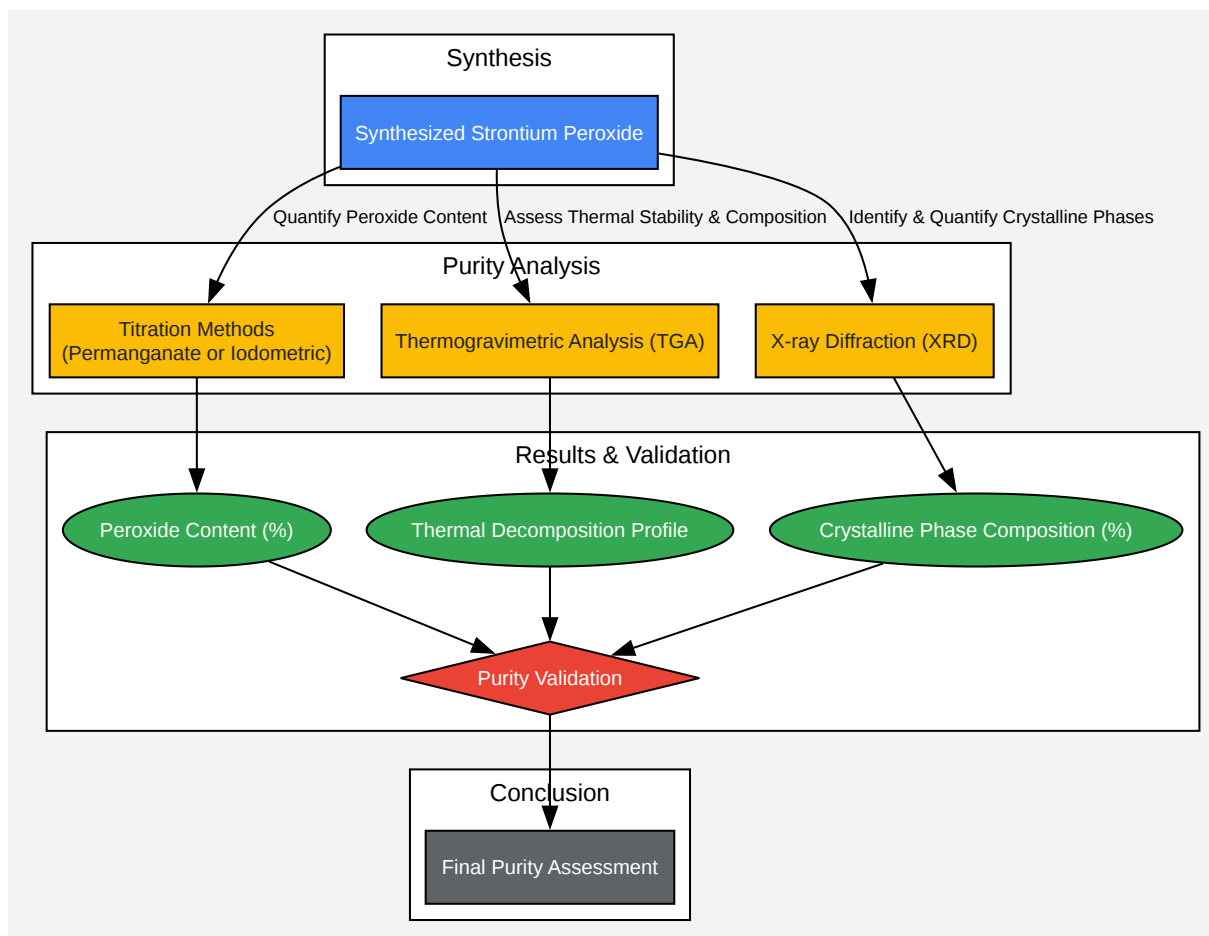 Synthesis
Synthesized Strontium Peroxide
Quantify Peroxide Content
Assess Thermal Stability & Composition
Identify & Quantify Crystalline Phases
Purity Analysis
Titration Methods
(Permanganate or Iodometric)
Thermogravimetric Analysis (TGA)
X-ray Diffraction (XRD)
Results & Validation
Peroxide Content (%)
Thermal Decomposition Profile
Crystalline Phase Composition (%)
Purity Validation
Conclusion
Final Purity Assessment